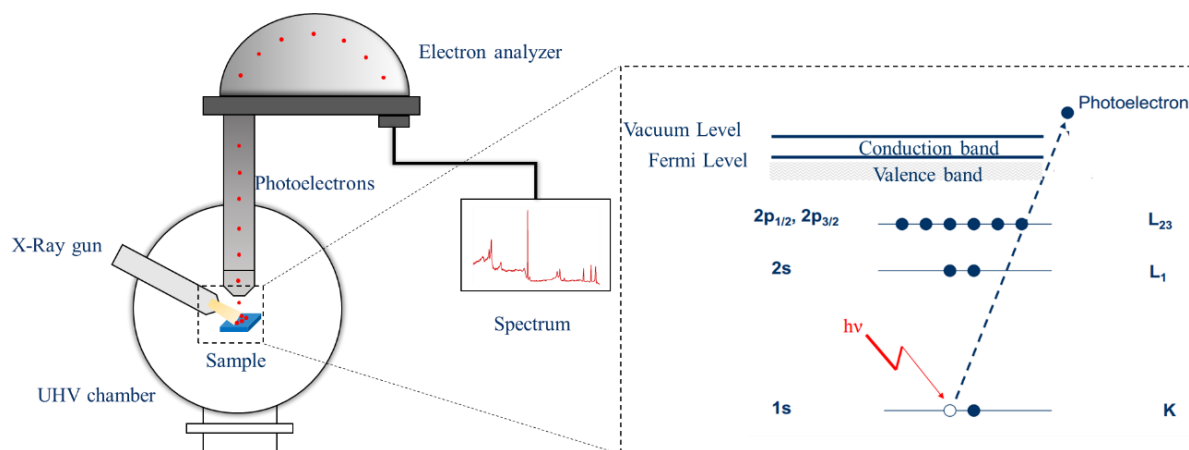 Electron analyzer
Photoelectrons
X-Ray gun
Sample
UHV chamber
Spectrum
Photoelectron
Vacuum Level
Conduction band
Fermi Level
Valence band
2p1/2, 2p3/2
L23
2s
L1
hν
1s
K